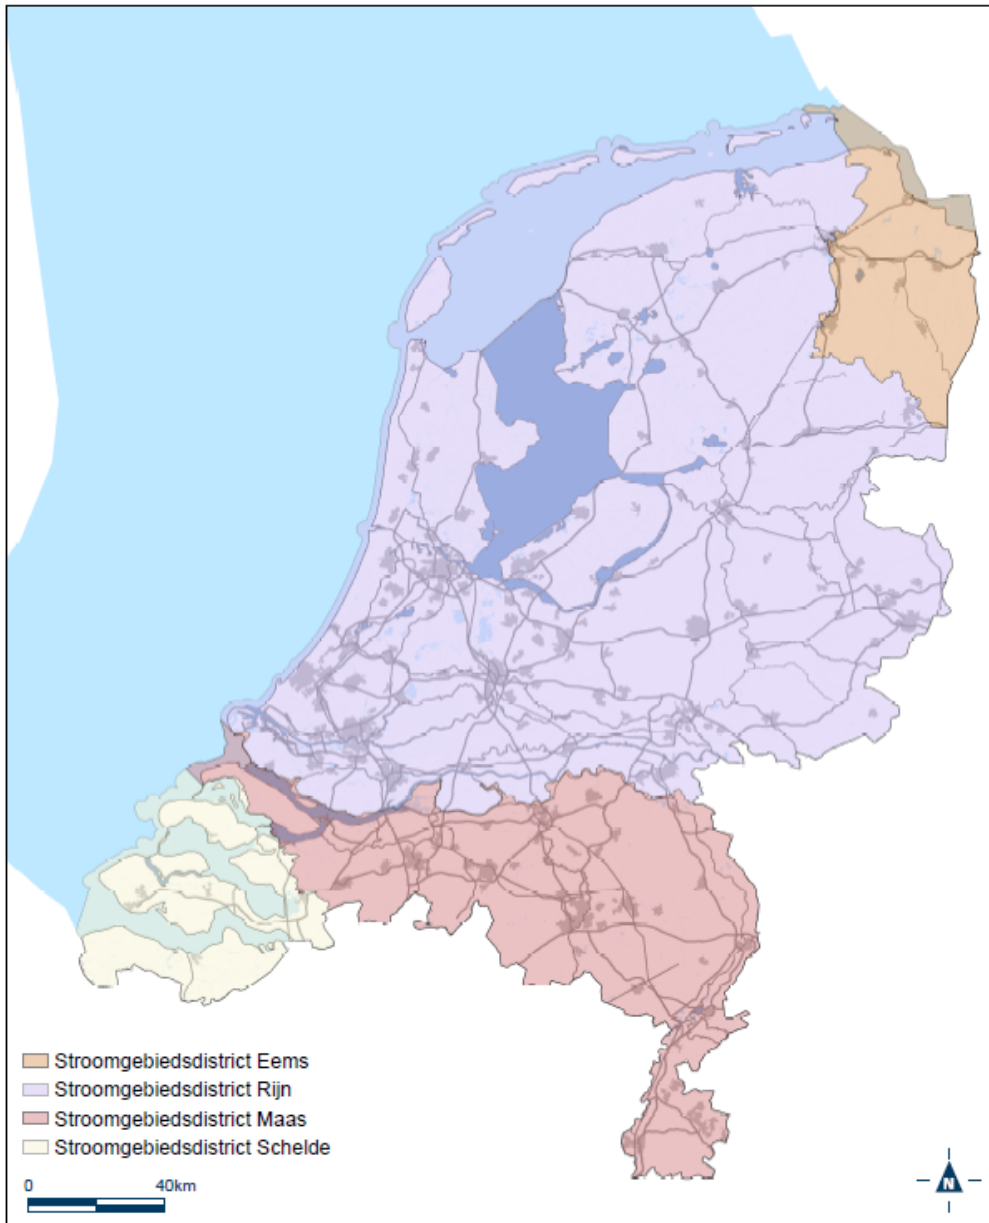 Stroomgebiedsdistrict Eems
Stroomgebiedsdistrict Rijn
Stroomgebiedsdistrict Maas
Stroomgebiedsdistrict Schelde
0 40km
N